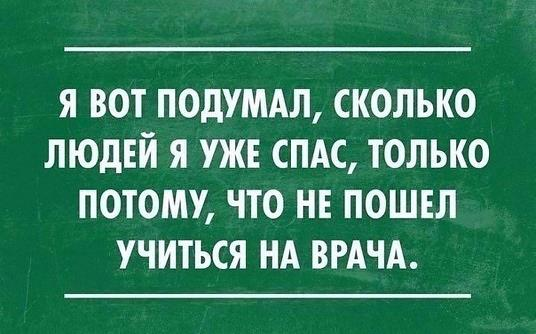 Я ВОТ ПОДУМАЛ, СКОЛЬКО
ЛЮДЕЙ Я УЖЕ СПАС, ТОЛЬКО
ПОТОМУ, ЧТО НЕ ПОШЕЛ
УЧИТЬСЯ НА ВРАЧА.